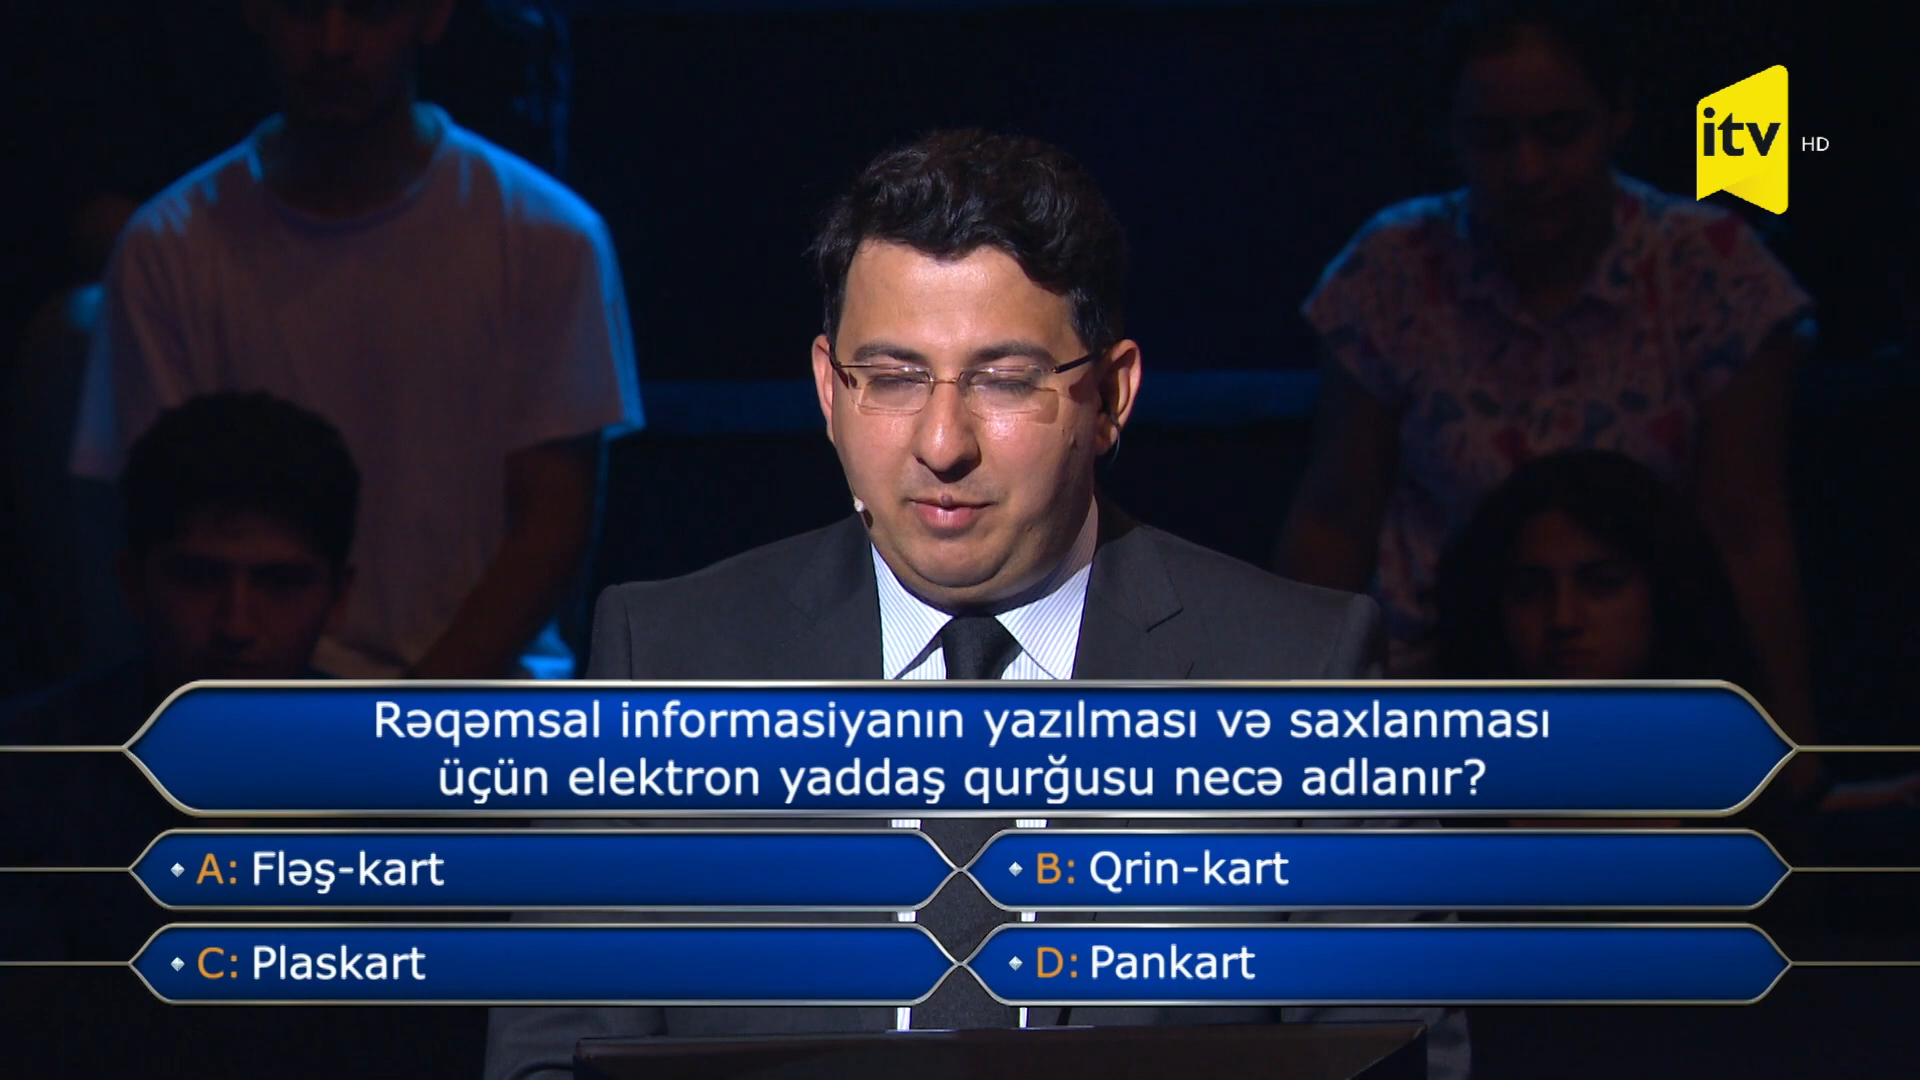 itv HD
Rəqəmsal informasiyanın yazılması və saxlanması
üçün elektron yaddaş qurğusu necə adlanır?
A: Fləş-kart
B: Qrin-kart
C: Plaskart
D: Pankart